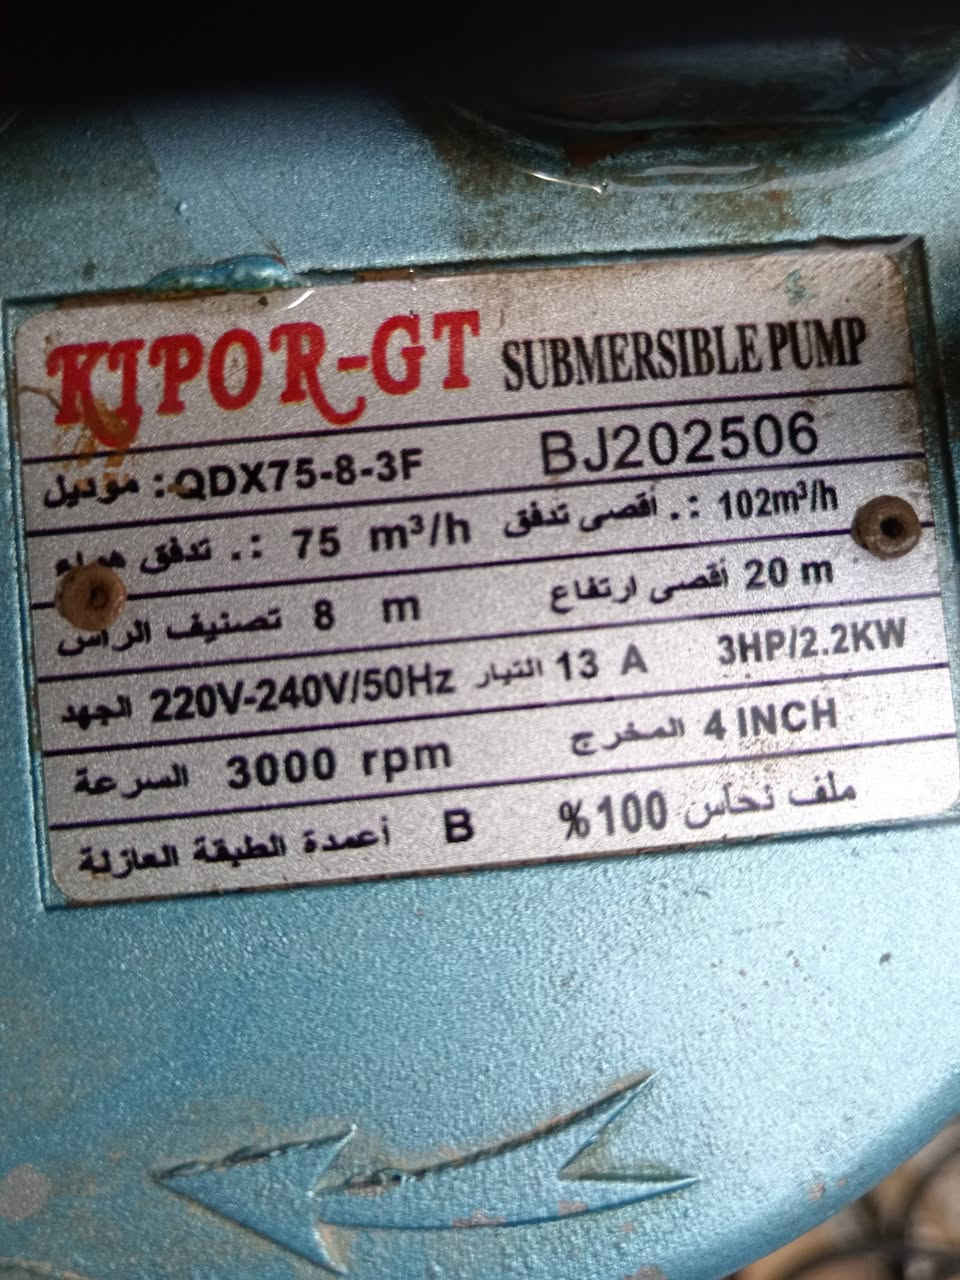 KIPOR-GT SUBMERSIBLE PUMP
موديل: QDX75-8-3F BJ202506
تدفق .: 75 m³/h أقصى تدفق .: 102m³/h
تصنيف الراس 8 m أقصى ارتفاع 20 m
الجهد 220V-240V/50Hz التيار 13 A 3HP/2.2KW
السرعة 3000 rpm المخرج 4 INCH
أعمدة الطبقة العازلة B %100 ملف نحاس